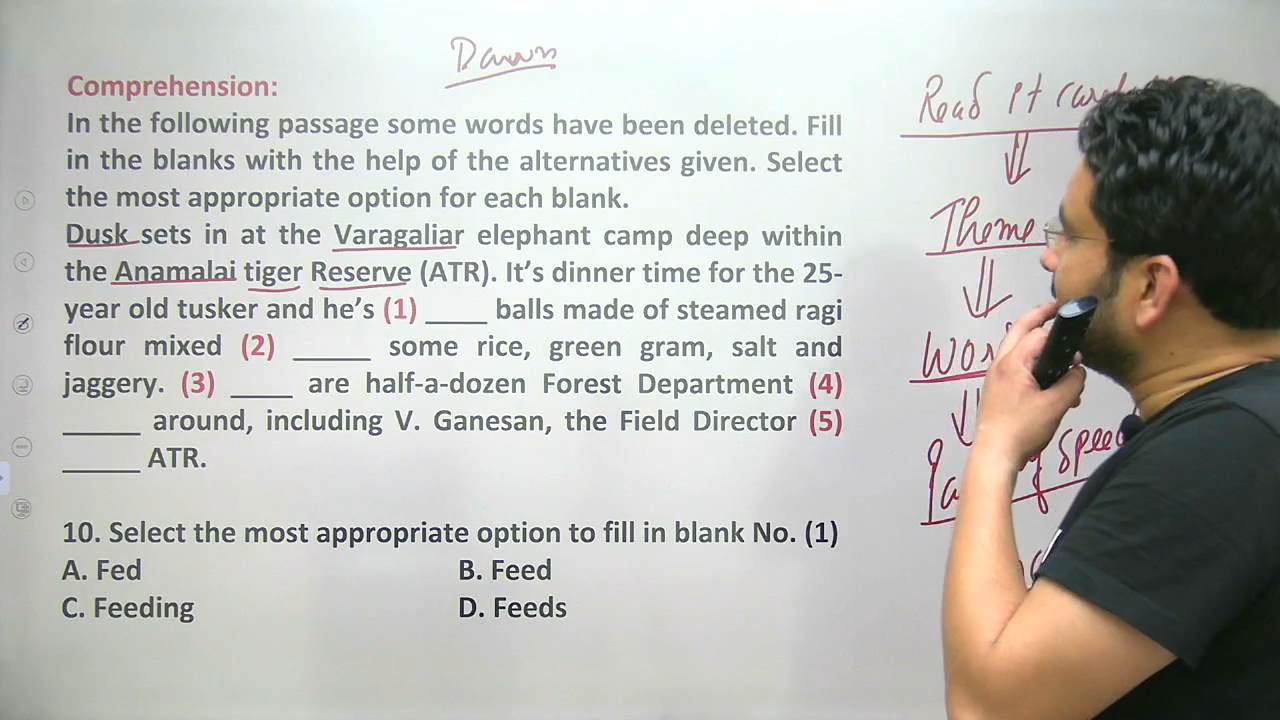 Dawn
Comprehension:
In the following passage some words have been deleted. Fill
in the blanks with the help of the alternatives given. Select
the most appropriate option for each blank.
Dusk sets in at the Varagaliar elephant camp deep within
the Anamalai tiger Reserve (ATR). It's dinner time for the 25-
year old tusker and he's (1) ____ balls made of steamed ragi
flour mixed (2) _____ some rice, green gram, salt and
jaggery. (3) ____ are half-a-dozen Forest Department (4)
_____ around, including V. Ganesan, the Field Director (5)
_____ ATR.
10. Select the most appropriate option to fill in blank No. (1)
A. Fed
B. Feed
C. Feeding
D. Feeds
Read it
Theme